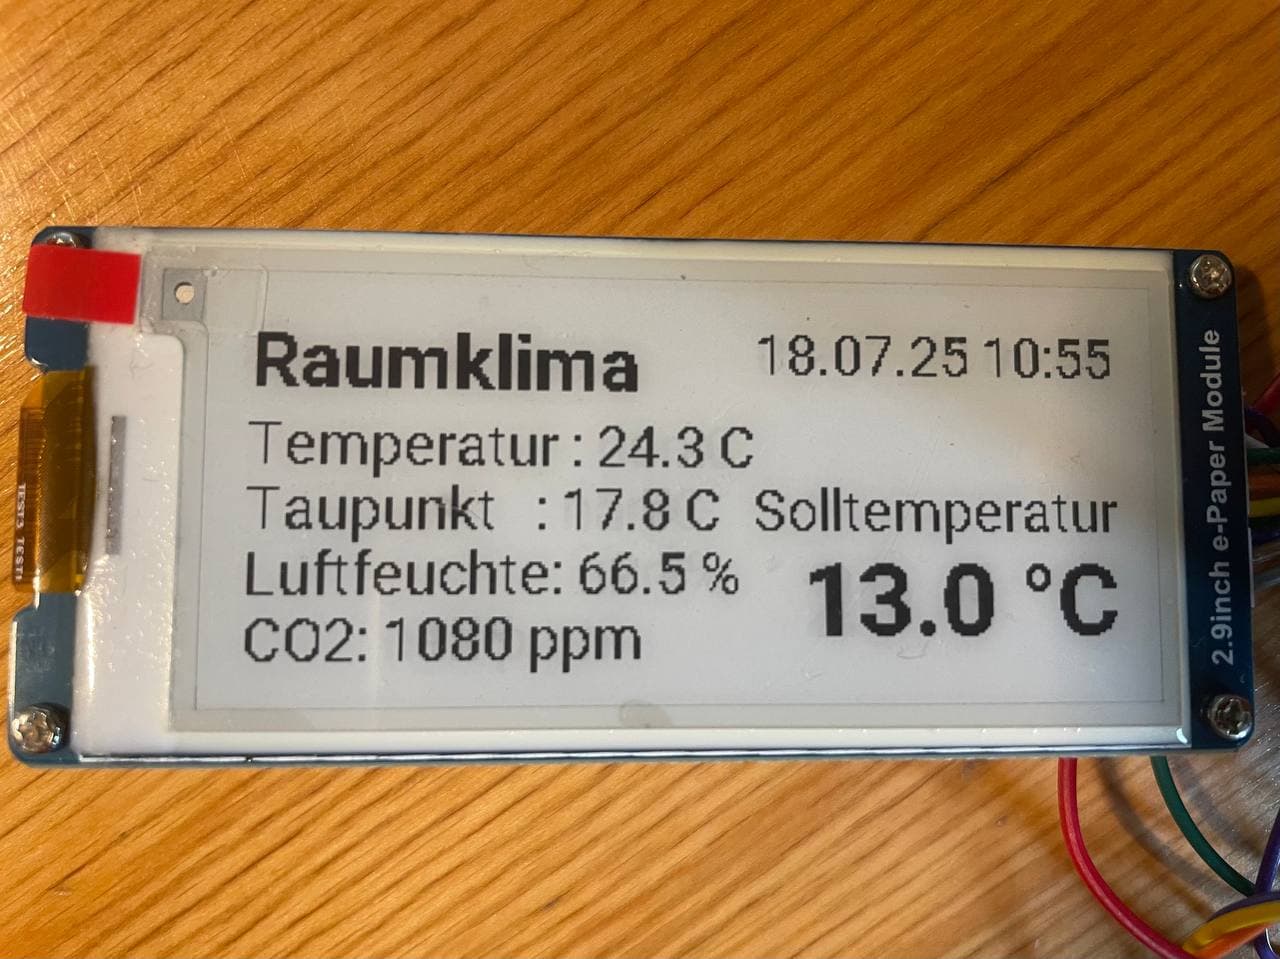 Raumklima 18.07.25 10:55
Temperatur : 24.3 C
Taupunkt : 17.8 C Solltemperatur
Luftfeuchte: 66.5 % 13.0 °C
CO2: 1080 ppm
2.9inch e-Paper Module